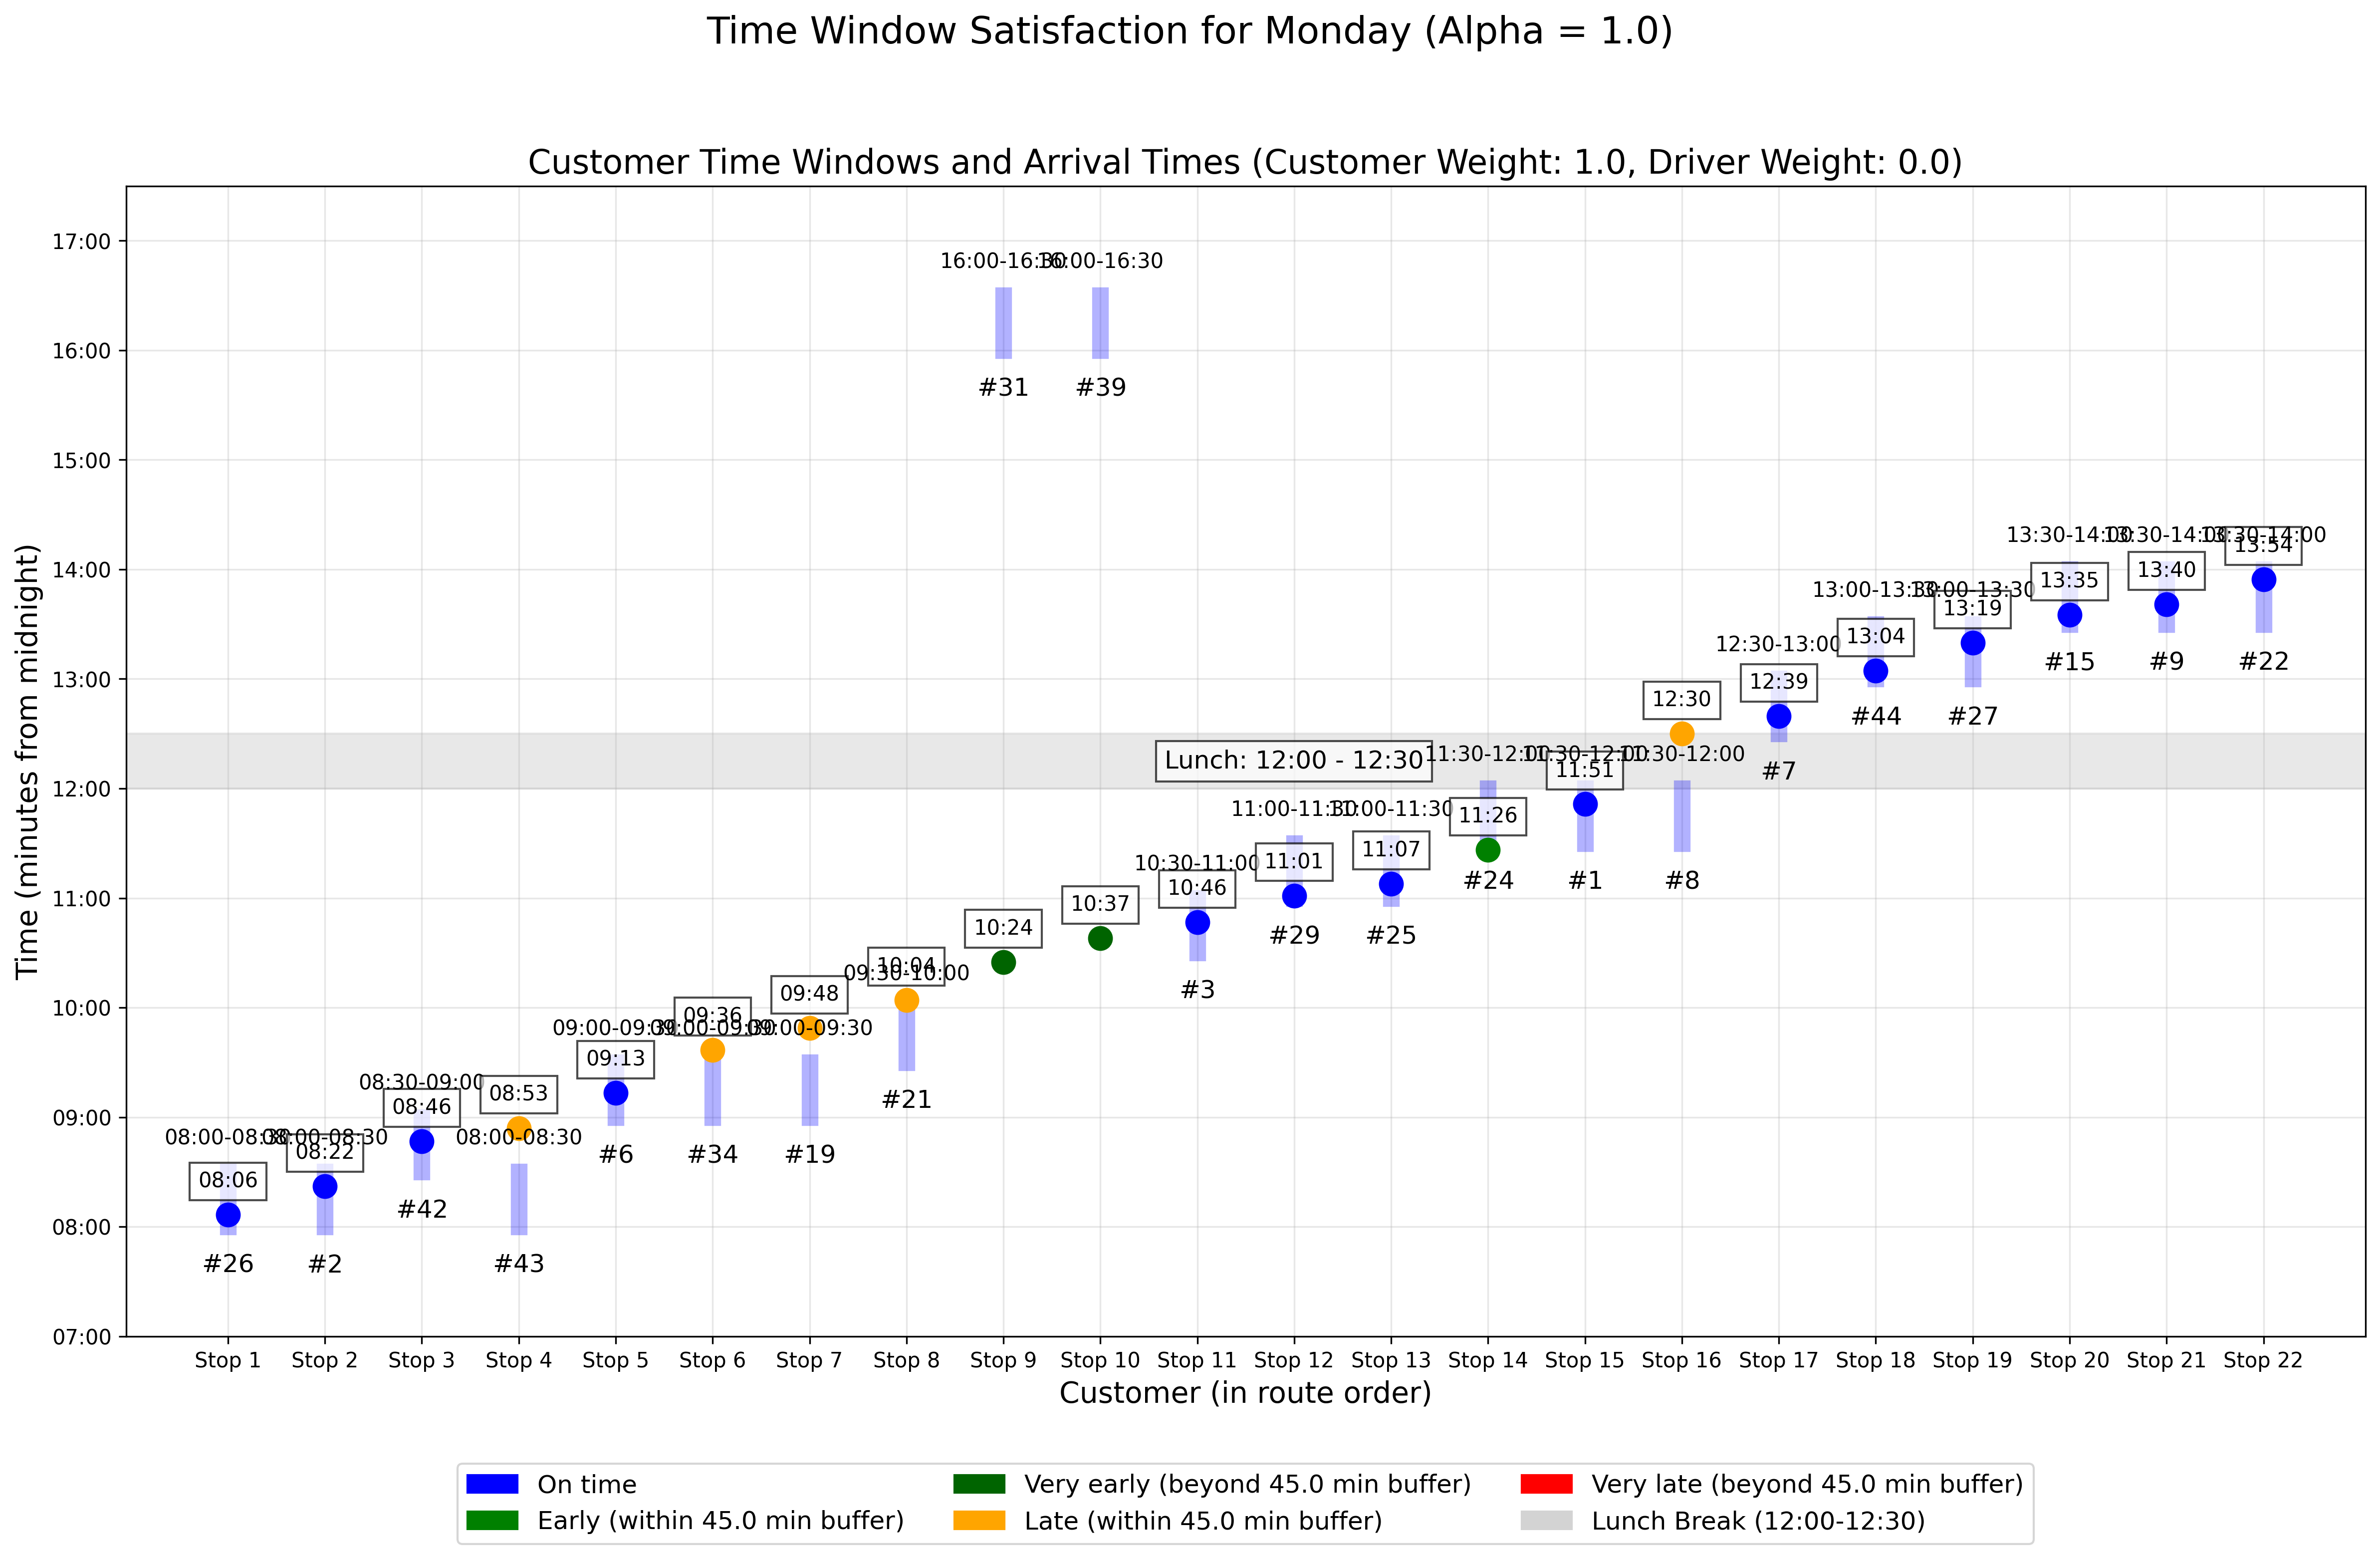 Time Window Satisfaction for Monday (Alpha = 1.0)
Customer Time Windows and Arrival Times (Customer Weight: 1.0, Driver Weight: 0.0)
Time (minutes from midnight)
17:00
16:00
15:00
14:00
13:00
12:00
11:00
10:00
09:00
08:00
07:00
08:00-08:30
08:06
#26
08:00-08:30
08:22
#2
08:30-09:00
08:46
#42
08:53
08:00-08:30
#43
09:00-09:30
09:13
#6
09:36
09:00-09:30
#34
09:48
09:00-09:30
#19
10:04
09:30-10:00
#21
16:00-16:30
#31
10:24
16:00-16:30
#39
10:37
10:30-11:00
10:46
#3
11:00-11:30
11:01
#29
11:00-11:30
11:07
#25
Lunch: 12:00 - 12:30
11:30-12:00
11:26
#24
11:30-12:00
11:51
#1
12:30
11:30-12:00
#8
12:30-13:00
12:39
#7
13:00-13:30
13:04
#44
13:00-13:30
13:19
#27
13:30-14:00
13:35
#15
13:30-14:00
13:40
#9
13:30-14:00
13:54
#22
Stop 1
Stop 2
Stop 3
Stop 4
Stop 5
Stop 6
Stop 7
Stop 8
Stop 9
Stop 10
Stop 11
Stop 12
Stop 13
Stop 14
Stop 15
Stop 16
Stop 17
Stop 18
Stop 19
Stop 20
Stop 21
Stop 22
Customer (in route order)
On time
Early (within 45.0 min buffer)
Very early (beyond 45.0 min buffer)
Late (within 45.0 min buffer)
Very late (beyond 45.0 min buffer)
Lunch Break (12:00-12:30)